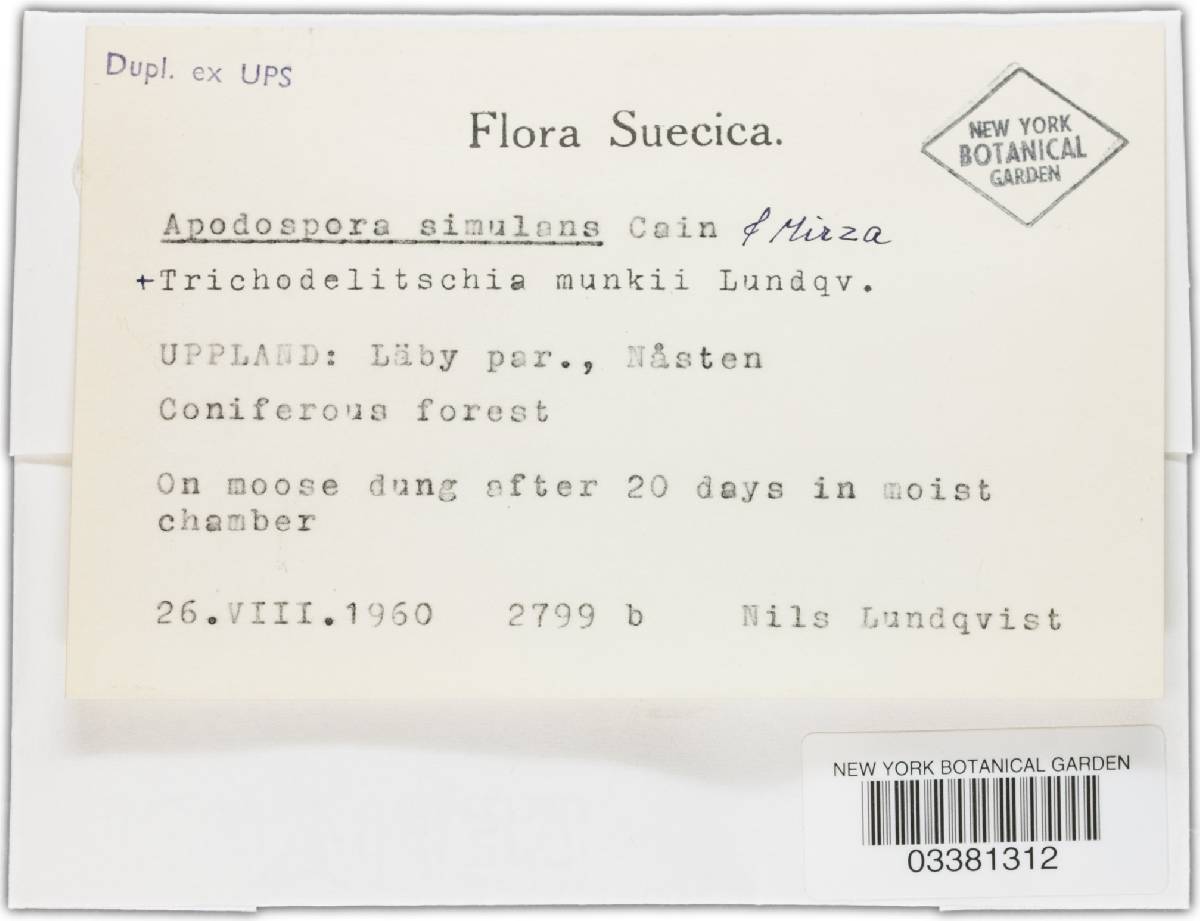 Dupl. ex UPS
Flora Suecica.
NEW YORK
BOTANICAL
GARDEN
Apodospora simulans Cain & Mirza
+Trichodelitschia munkii Lundqv.
UPPLAND: Läby par., Nåsten
Coniferous forest
On moose dung after 20 days in moist
chamber
26.VIII.1960 2799 b Nils Lundqvist
NEW YORK BOTANICAL GARDEN
03381312